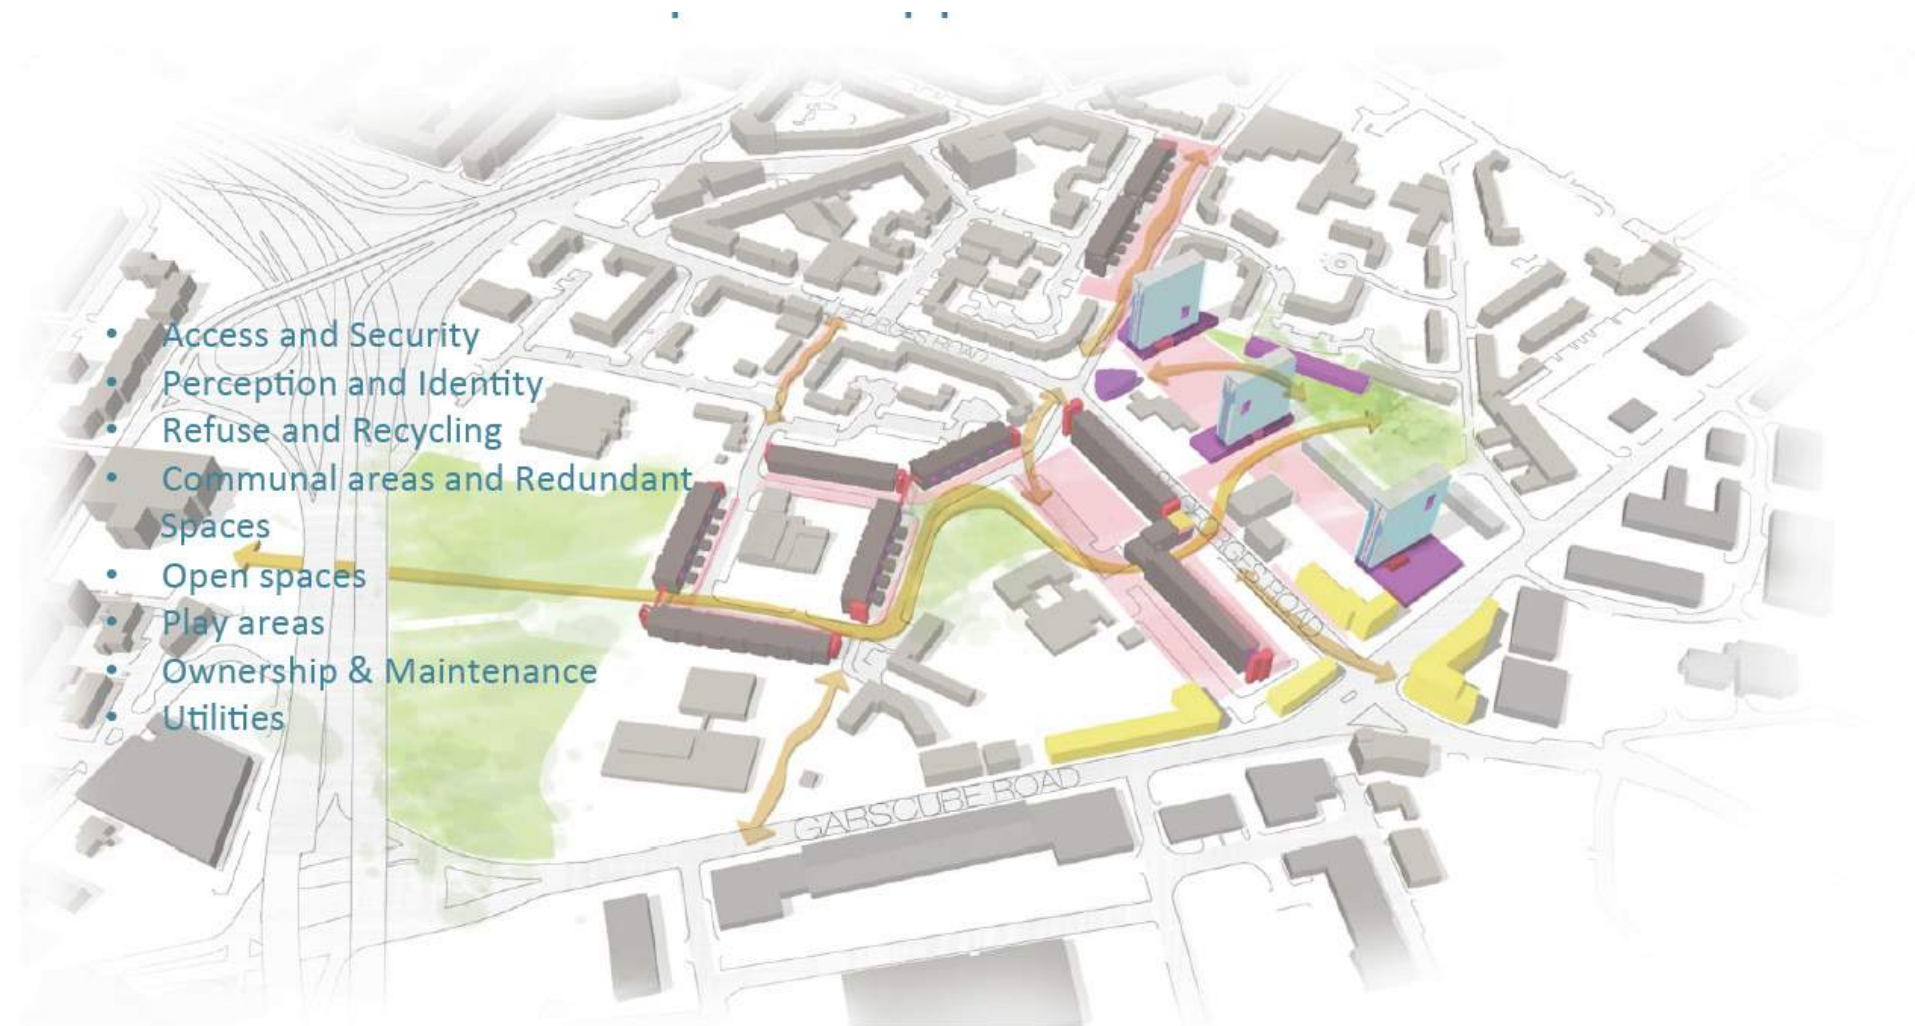 • Access and Security
• Perception and Identity
• Refuse and Recycling
• Communal areas and Redundant
Spaces
• Open spaces
• Play areas
• Ownership & Maintenance
• Utilities
ROAD
ROAD
GARSCUBE ROAD